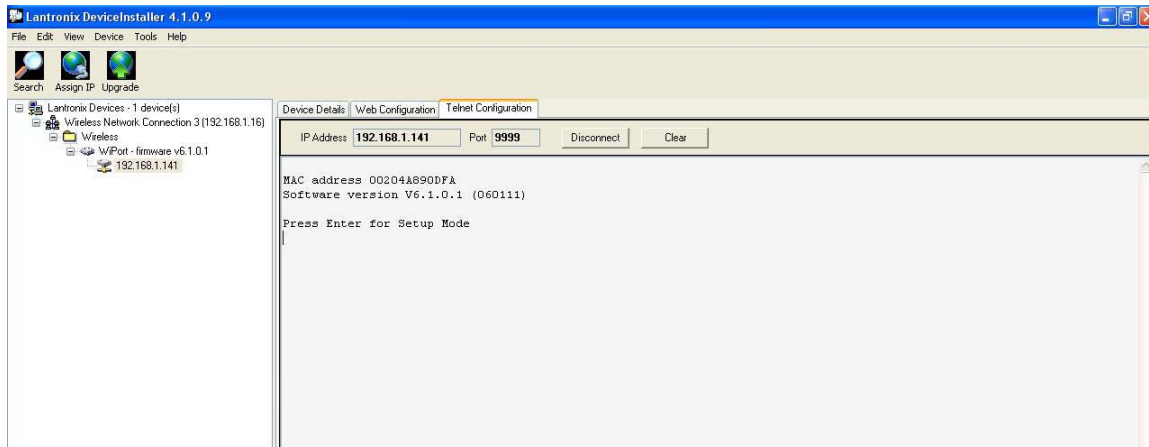 Lantronix DeviceInstaller 4.1.0.9
File Edit View Device Tools Help
Search Assign IP Upgrade
Lantronix Devices - 1 device(s)
Wireless Network Connection 3 (192.168.1.16)
Wireless
WiPort - firmware v6.1.0.1
192.168.1.141
Device Details Web Configuration Telnet Configuration
IP Address 192.168.1.141 Port 9999 Disconnect Clear
MAC address 00204A890DFA
Software version V6.1.0.1 (060111)
Press Enter for Setup Mode